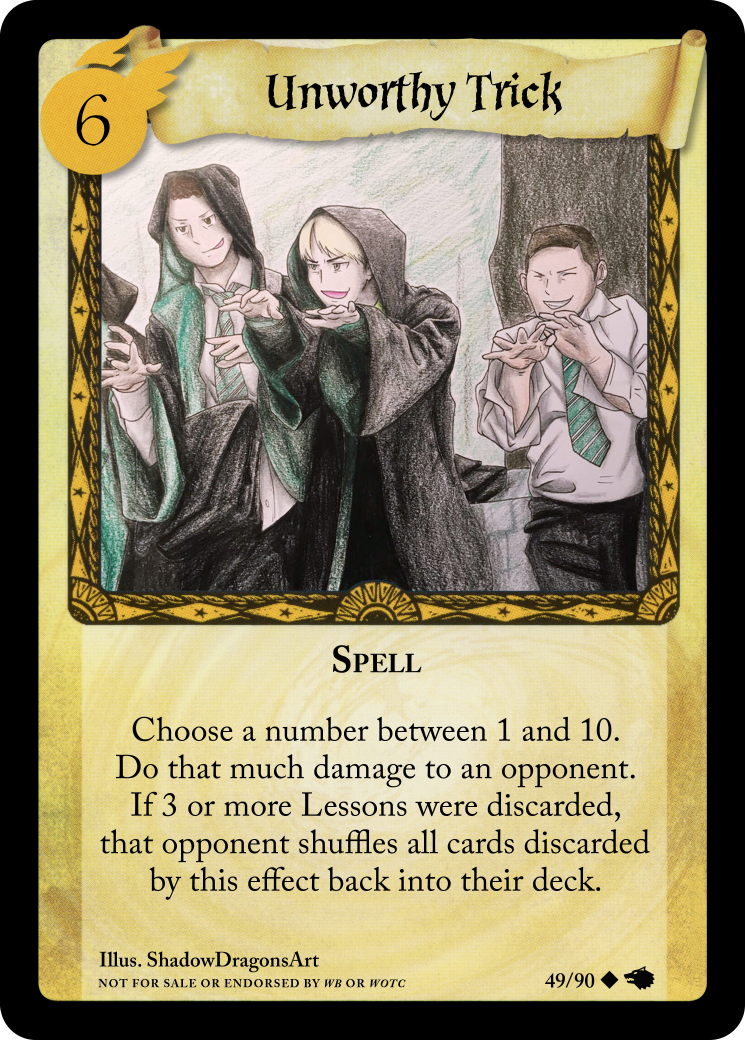 6
Unworthy Trick
Spell
Choose a number between 1 and 10.
Do that much damage to an opponent.
If 3 or more Lessons were discarded,
that opponent shuffles all cards discarded
by this effect back into their deck.
Illus. ShadowDragonsArt
NOT FOR SALE OR ENDORSED BY WB OR WOTC
49/90